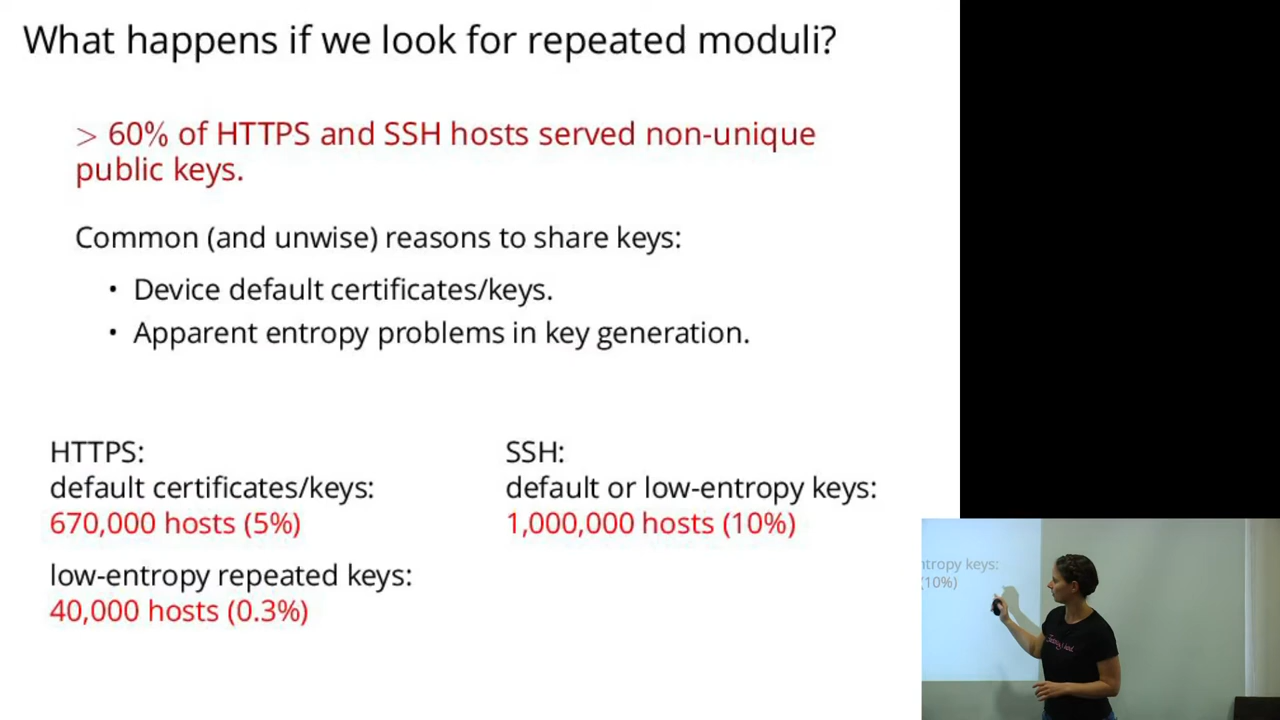 What happens if we look for repeated moduli?
> 60% of HTTPS and SSH hosts served non-unique
public keys.
Common (and unwise) reasons to share keys:
• Device default certificates/keys.
• Apparent entropy problems in key generation.
HTTPS:
default certificates/keys:
670,000 hosts (5%)
low-entropy repeated keys:
40,000 hosts (0.3%)
SSH:
default or low-entropy keys:
1,000,000 hosts (10%)
ntropy keys:
(10%)